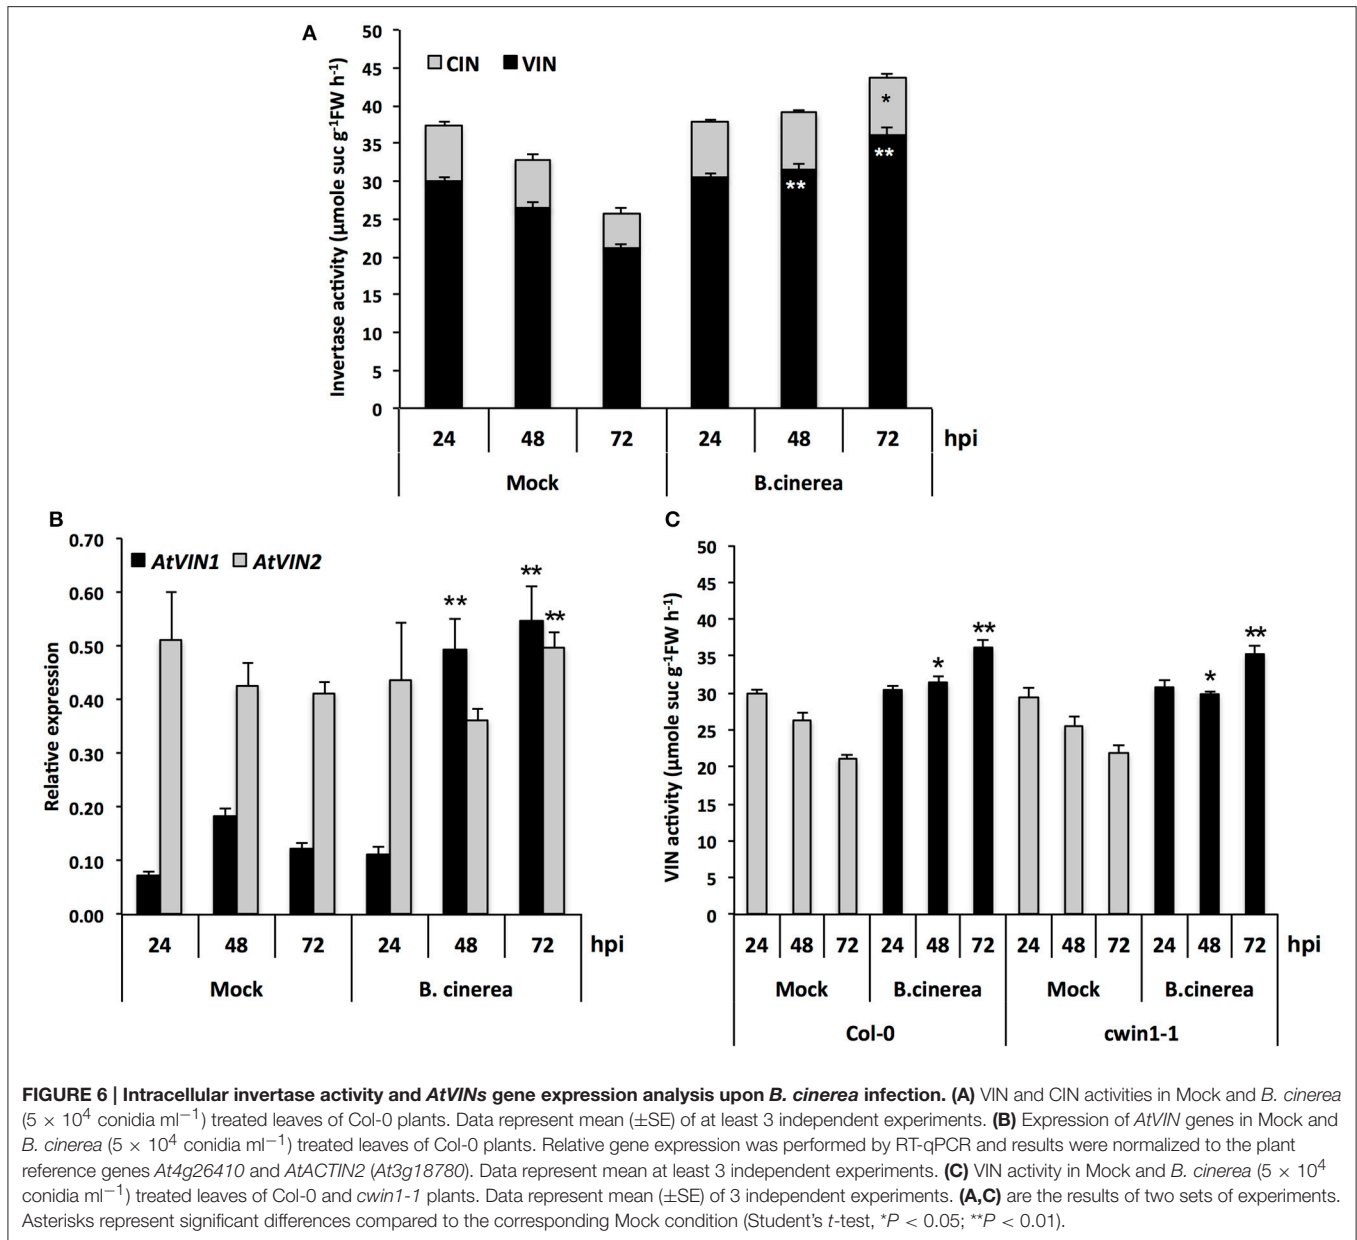 A
50
45
40
35
30
25
20
15
10
5
0
Invertase activity (µmole suc g-1FW h-1)
CIN VIN
*
**
**
24 48 72 24 48 72 hpi
Mock B.cinerea
B
0.70
0.60
0.50
0.40
0.30
0.20
0.10
0.00
Relative expression
AtVIN1 AtVIN2
**
**
**
24 48 72 24 48 72 hpi
Mock B. cinerea
C
50
45
40
35
30
25
20
15
10
5
0
VIN activity (µmole suc g-1FW h-1)
*
**
*
**
24 48 72 24 48 72 24 48 72 24 48 72 hpi
Mock B.cinerea Mock B.cinerea
Col-0 cwin1-1
FIGURE 6 | Intracellular invertase activity and AtVINs gene expression analysis upon B. cinerea infection. (A) VIN and CIN activities in Mock and B. cinerea
(5 × 10⁴ conidia ml−1) treated leaves of Col-0 plants. Data represent mean (±SE) of at least 3 independent experiments. (B) Expression of AtVIN genes in Mock and
B. cinerea (5 × 10⁴ conidia ml−1) treated leaves of Col-0 plants. Relative gene expression was performed by RT-qPCR and results were normalized to the plant
reference genes At4g26410 and AtACTIN2 (At3g18780). Data represent mean at least 3 independent experiments. (C) VIN activity in Mock and B. cinerea (5 × 10⁴
conidia ml−1) treated leaves of Col-0 and cwin1-1 plants. Data represent mean (±SE) of 3 independent experiments. (A,C) are the results of two sets of experiments.
Asterisks represent significant differences compared to the corresponding Mock condition (Student's t-test, *P < 0.05; **P < 0.01).